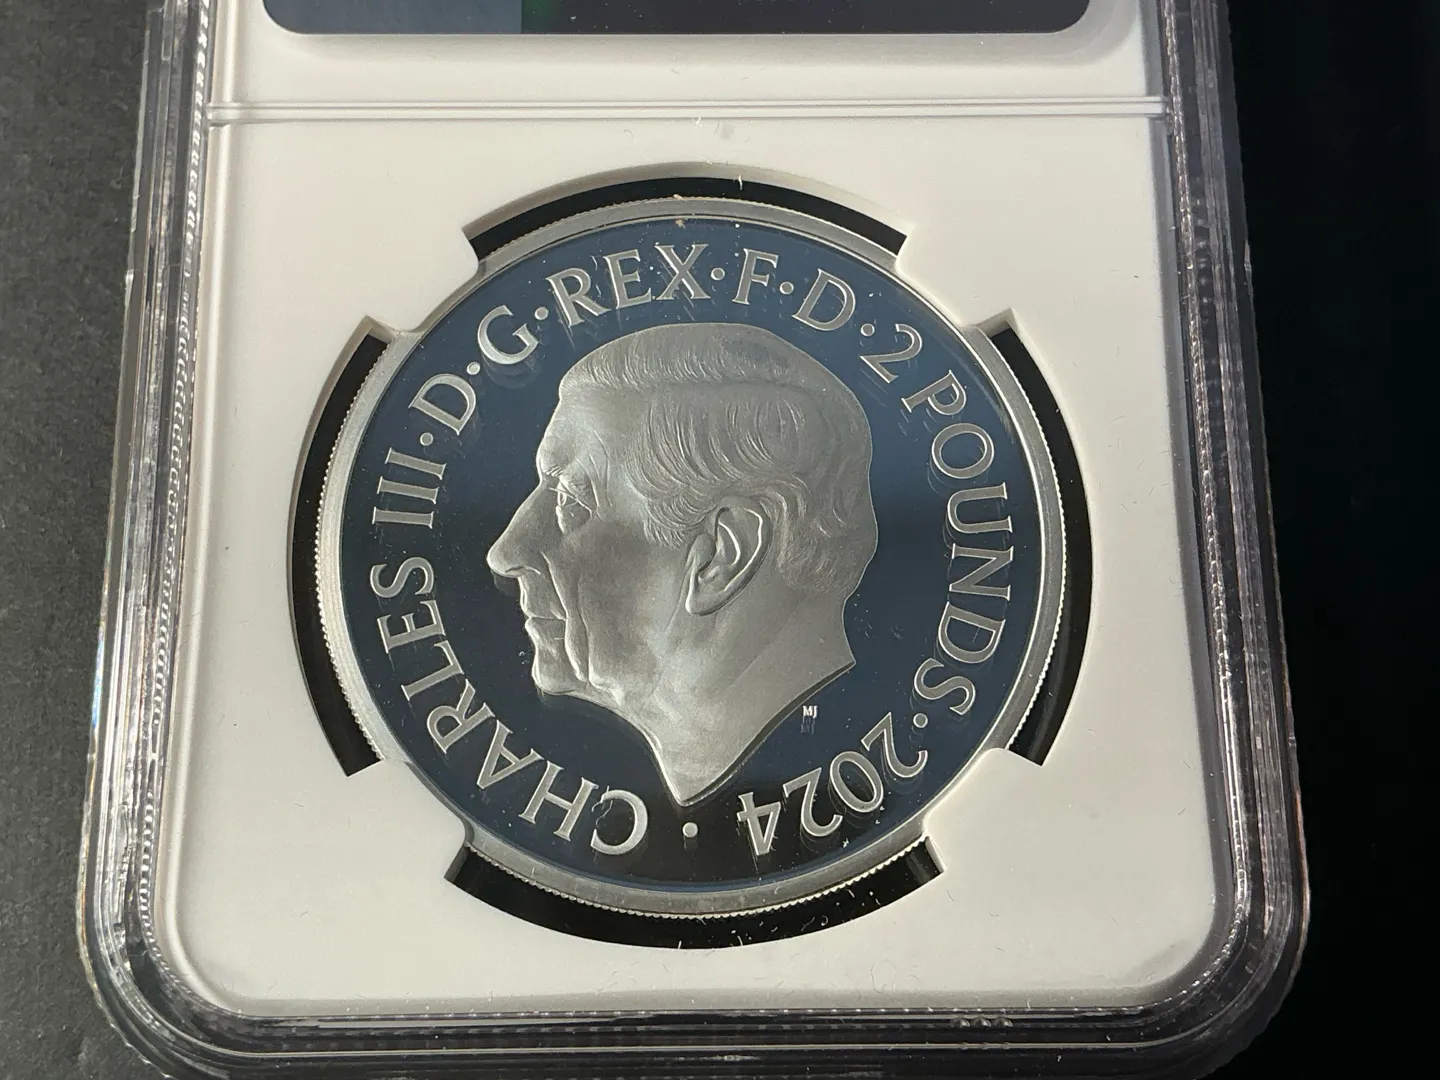 CHARLES III · D · G · REX · F · D · 2 POUNDS · 2024 ·
MJ